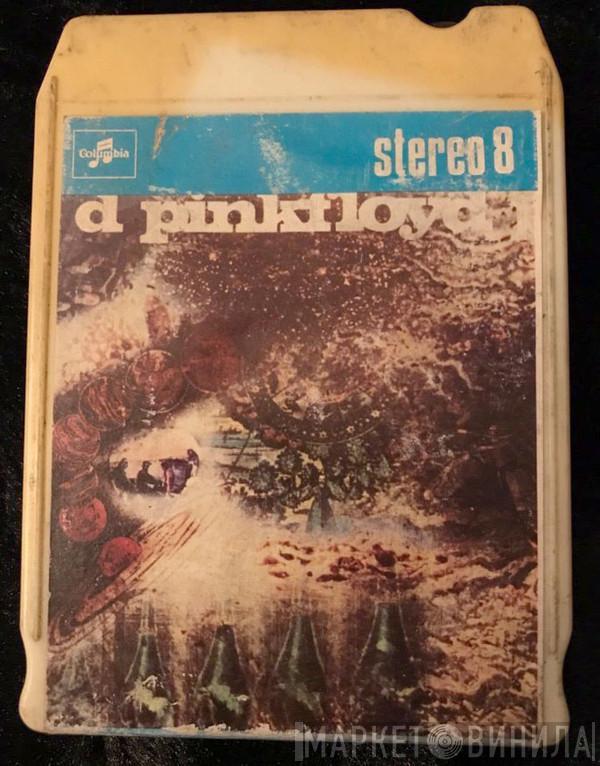 Columbia
stereo 8
d pinkfloyd
МАРКЕТ ВИНИЛА